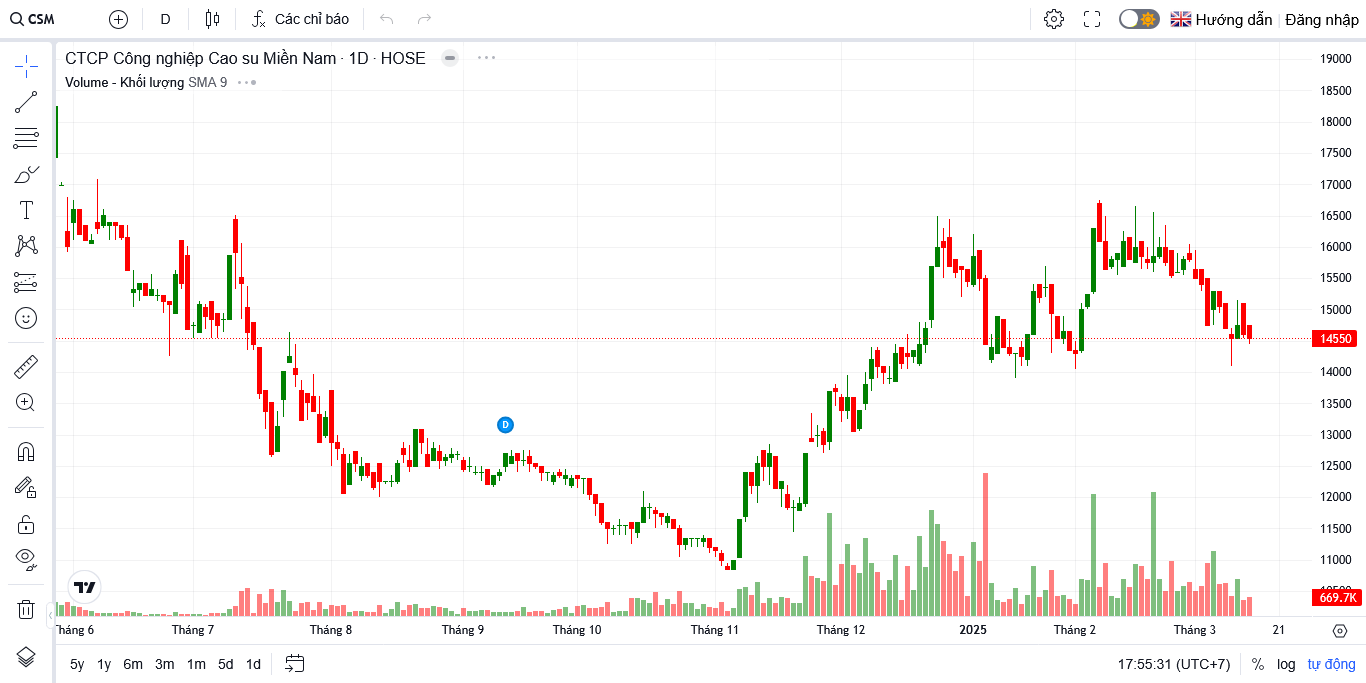 CSM D Các chỉ báo Hướng dẫn Đăng nhập
CTCP Công nghiệp Cao su Miền Nam · 1D · HOSE
Volume - Khối lượng SMA 9
19000
18500
18000
17500
17000
16500
16000
15500
15000
14550
14000
13500
13000
12500
12000
11500
11000
669.7K
D
Tháng 6 Tháng 7 Tháng 8 Tháng 9 Tháng 10 Tháng 11 Tháng 12 2025 Tháng 2 Tháng 3 21
5y 1y 6m 3m 1m 5d 1d 17:55:31 (UTC+7) % log tự động